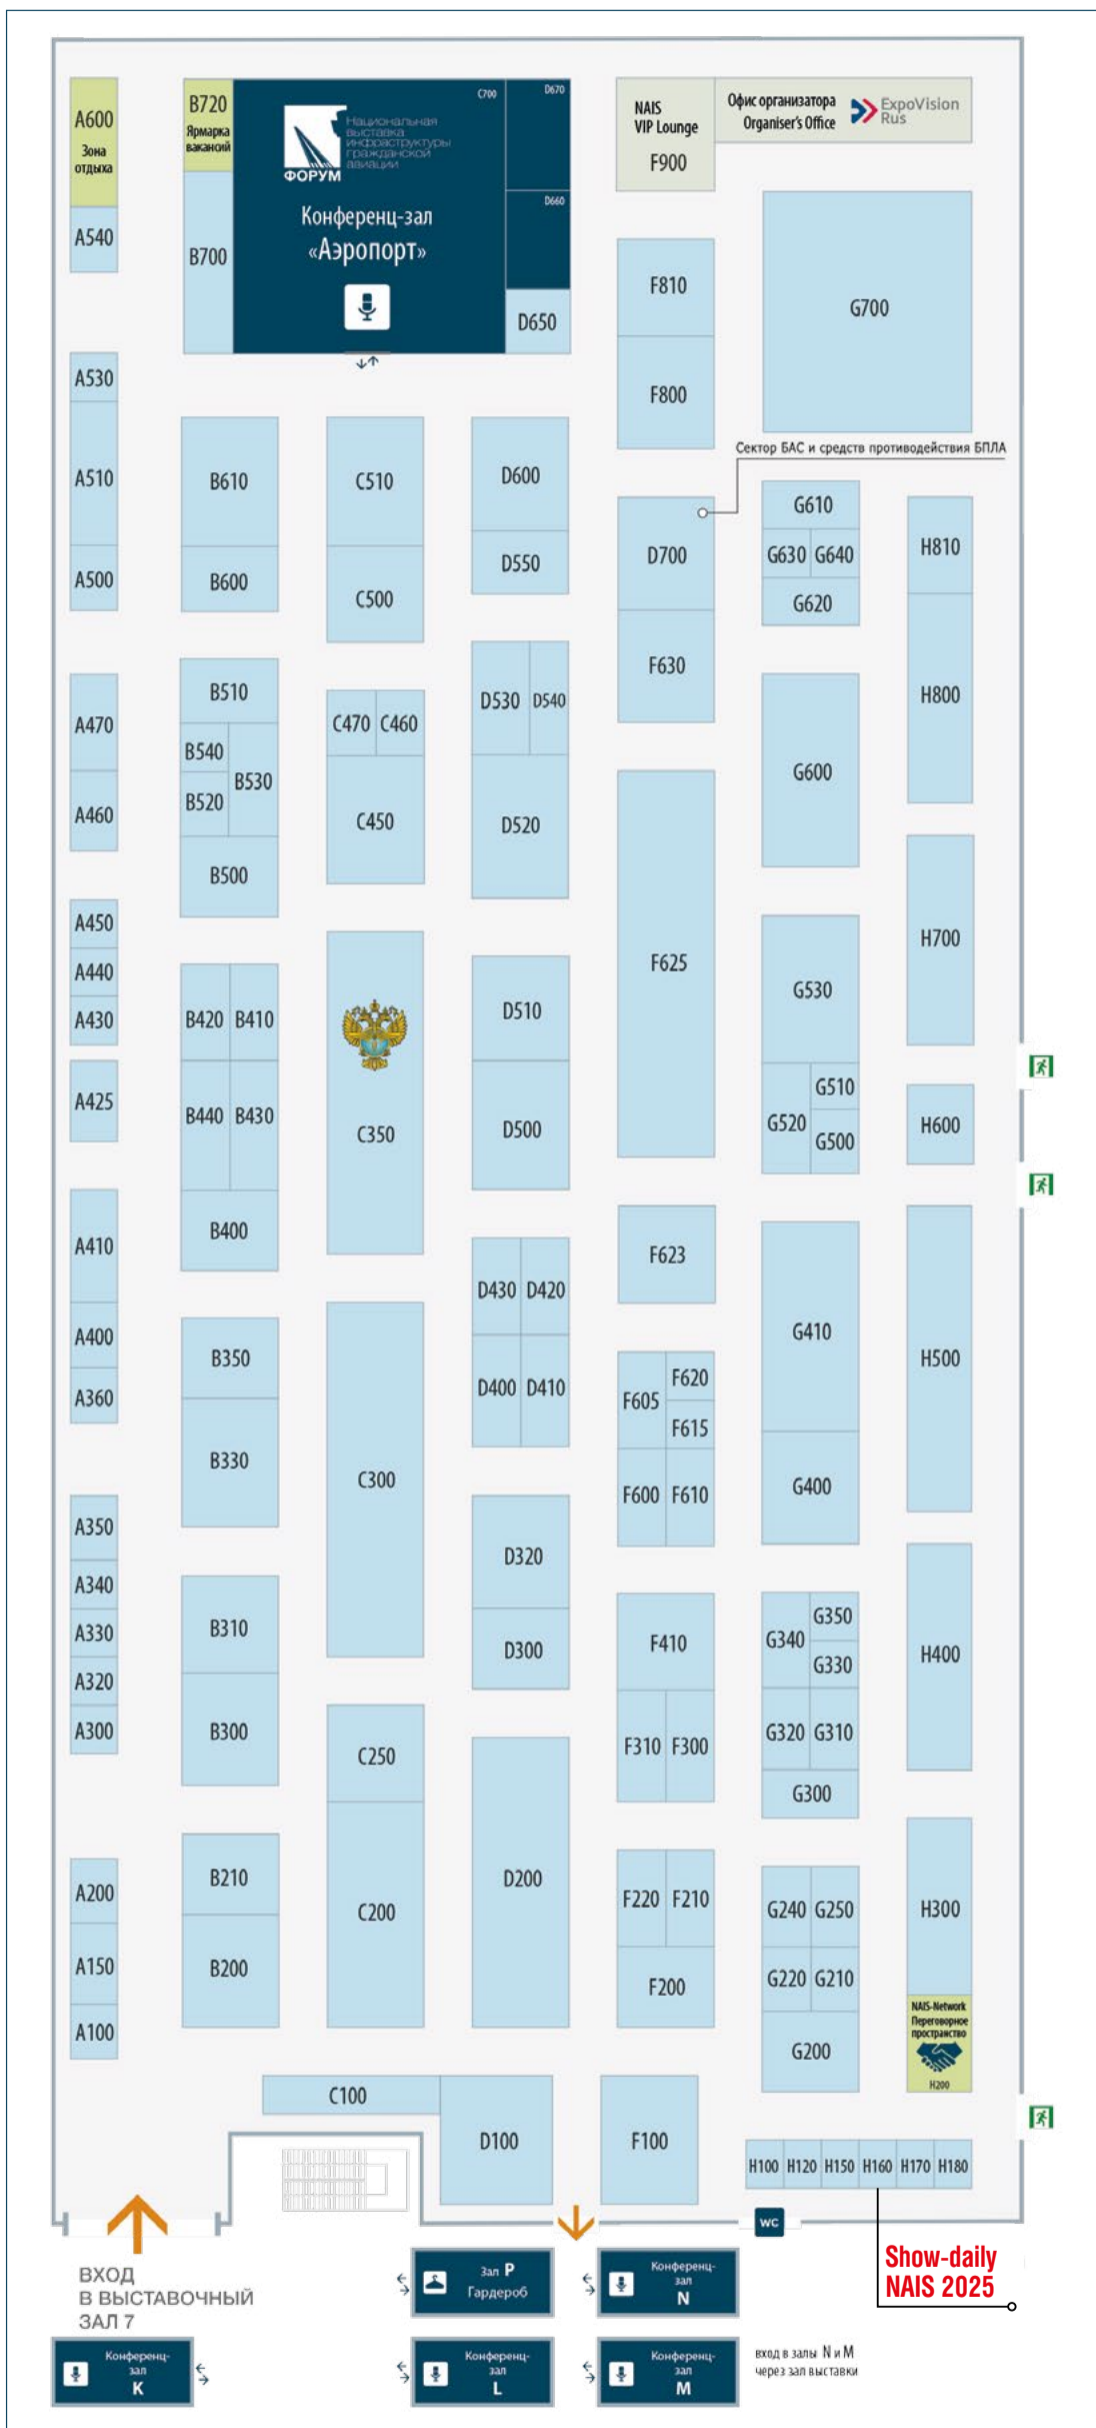 A600
Зона
отдыха
A540
B720
Ярмарка
вакансий
B700
C700
Национальная
выставка
инфраструктуры
гражданской
авиации
ФОРУМ
Конференц-зал
«Аэропорт»
D670
D660
D650
NAIS
VIP Lounge
F900
Офис организатора
Organiser's Office
ExpoVision
Rus
F810
F800
G700
Сектор БАС и средств противодействия БПЛА
A530
A510
A500
B610
B600
C510
C500
D600
D550
D700
F630
G610
G630 G640
G620
H810
H800
A470
A460
B510
B540
B530
B520
B500
C470 C460
C450
D530 D540
D520
F625
G600
H700
A450
A440
A430
A425
B420 B410
B440 B430
B400
C350
D510
D500
G530
G510
G520
G500
H600
A410
A400
A360
B350
B330
C300
D430 D420
D400 D410
F623
F620
F605
F615
F600 F610
G410
G400
H500
A350
A340
A330
A320
A300
B310
B300
C250
D320
D300
F410
F310 F300
G350
G340
G330
G320 G310
G300
H400
A200
A150
A100
B210
B200
C200
D200
F220 F210
F200
G240 G250
G220 G210
G200
H300
NAIS-Network
Переговорное
пространство
H200
C100
D100
F100
H100 H120 H150 H160 H170 H180
WC
Show-daily
NAIS 2025
ВХОД
В ВЫСТАВОЧНЫЙ
ЗАЛ 7
Зал P
Гардероб
Конференц-
зал
N
Конференц-
зал
K
Конференц-
зал
L
Конференц-
зал
M
вход в залы N и M
через зал выставки